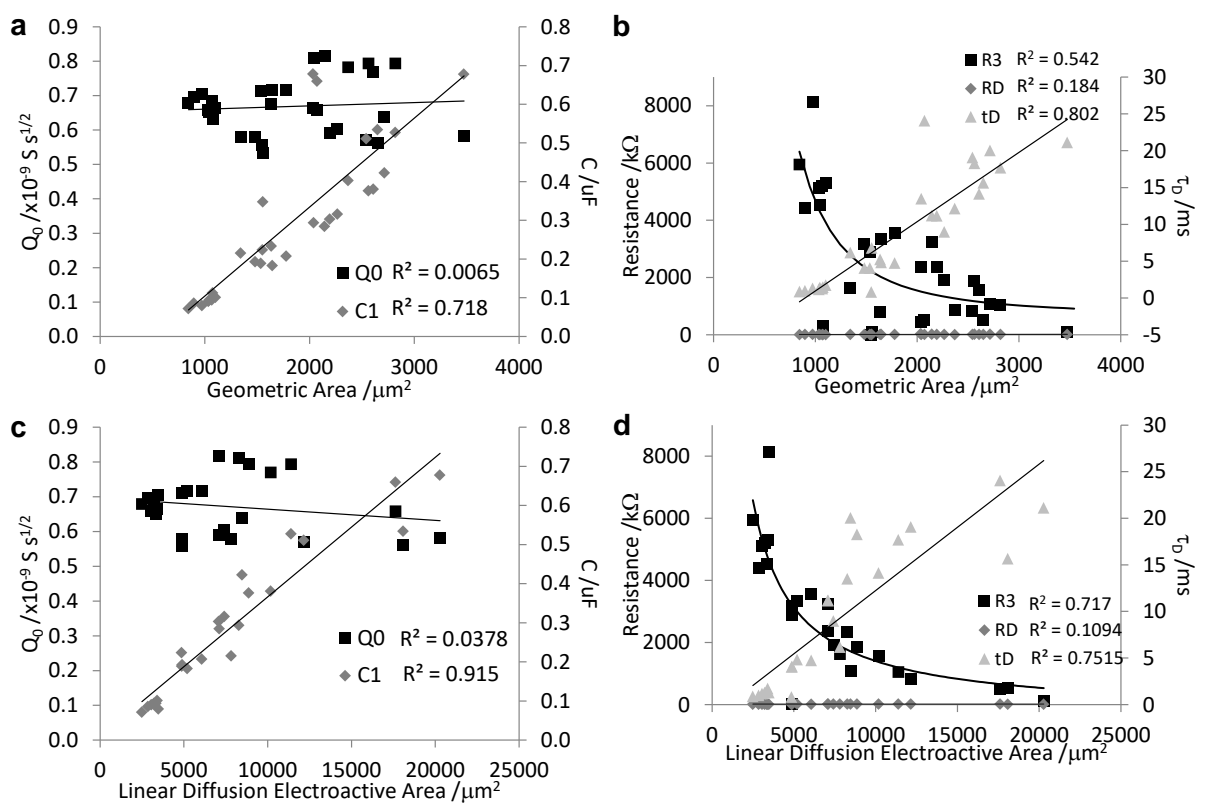 a
0.9
0.8
0.7
0.6
0.5
0.4
0.3
0.2
0.1
0.0
Q₀ /x10⁻⁹ S s¹ᐟ²
0.8
0.7
0.6
0.5
0.4
0.3
0.2
0.1
0.0
C /uF
Q0 R² = 0.0065
C1 R² = 0.718
0 1000 2000 3000 4000
Geometric Area /μm²
b
R3 R² = 0.542
RD R² = 0.184
tD R² = 0.802
8000
6000
4000
2000
0
Resistance /kΩ
30
25
20
15
10
5
0
-5
τD /ms
0 1000 2000 3000 4000
Geometric Area /μm²
c
0.9
0.8
0.7
0.6
0.5
0.4
0.3
0.2
0.1
0.0
Q₀ /x10⁻⁹ S s¹ᐟ²
0.8
0.7
0.6
0.5
0.4
0.3
0.2
0.1
0.0
C /uF
Q0 R² = 0.0378
C1 R² = 0.915
0 5000 10000 15000 20000 25000
Linear Diffusion Electroactive Area /μm²
d
8000
6000
4000
2000
0
Resistance /kΩ
30
25
20
15
10
5
0
τD /ms
R3 R² = 0.717
RD R² = 0.1094
tD R² = 0.7515
0 5000 10000 15000 20000 25000
Linear Diffusion Electroactive Area /μm²